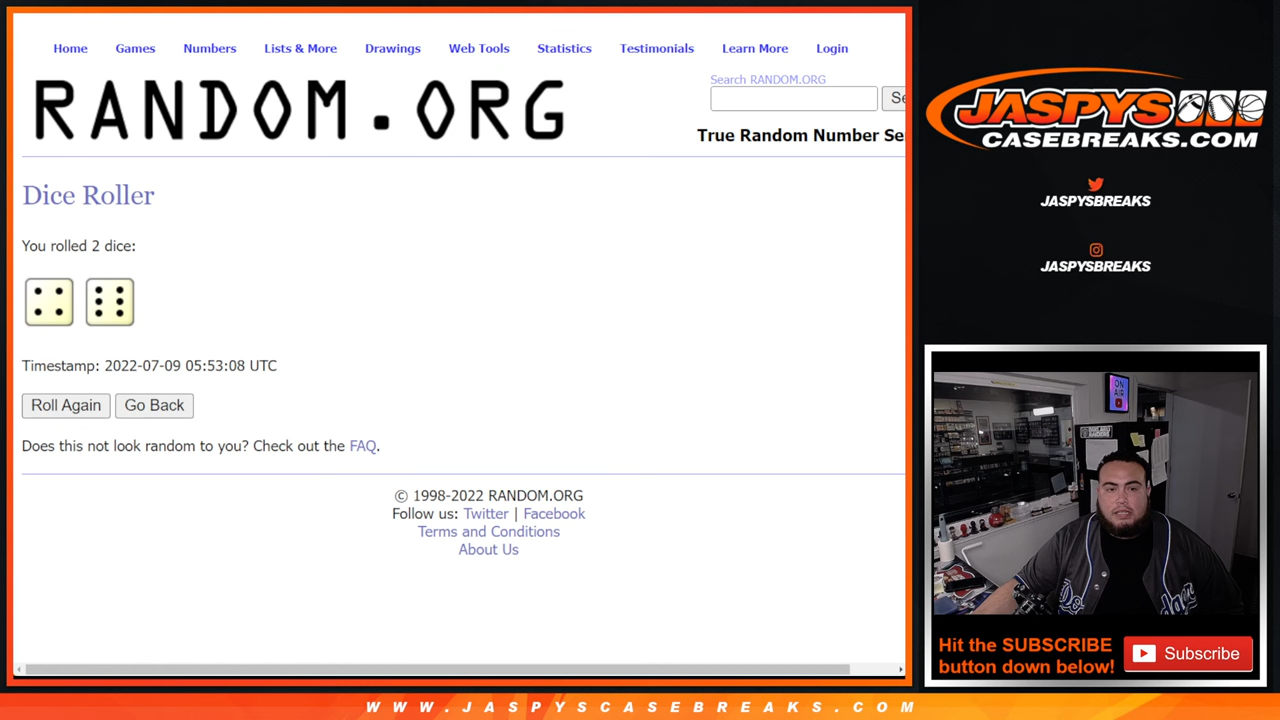 Home Games Numbers Lists & More Drawings Web Tools Statistics Testimonials Learn More Login
RANDOM.ORG
Search RANDOM.ORG
Se
True Random Number Se
Dice Roller
You rolled 2 dice:
Timestamp: 2022-07-09 05:53:08 UTC
Roll Again Go Back
Does this not look random to you? Check out the FAQ.
© 1998-2022 RANDOM.ORG
Follow us: Twitter | Facebook
Terms and Conditions
About Us
JASPYS
CASEBREAKS.COM
JASPYSBREAKS
JASPYSBREAKS
ON
AIR
Hit the SUBSCRIBE
button down below!
Subscribe
WWW.JASPYSCASEBREAKS.COM